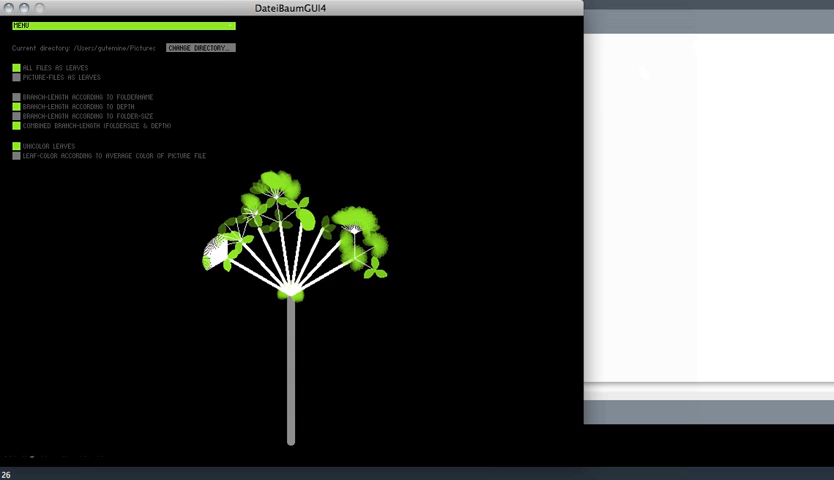 DateiBaumGUI4
MENU
Current directory: /Users/gutemine/Pictures CHANGE DIRECTORY...
ALL FILES AS LEAVES
PICTURE-FILES AS LEAVES
BRANCH-LENGTH ACCORDING TO FOLDERNAME
BRANCH-LENGTH ACCORDING TO DEPTH
BRANCH-LENGTH ACCORDING TO FOLDER-SIZE
COMBINED BRANCH-LENGTH (FOLDERSIZE & DEPTH)
UNICOLOR LEAVES
LEAF-COLOR ACCORDING TO AVERAGE COLOR OF PICTURE FILE
26